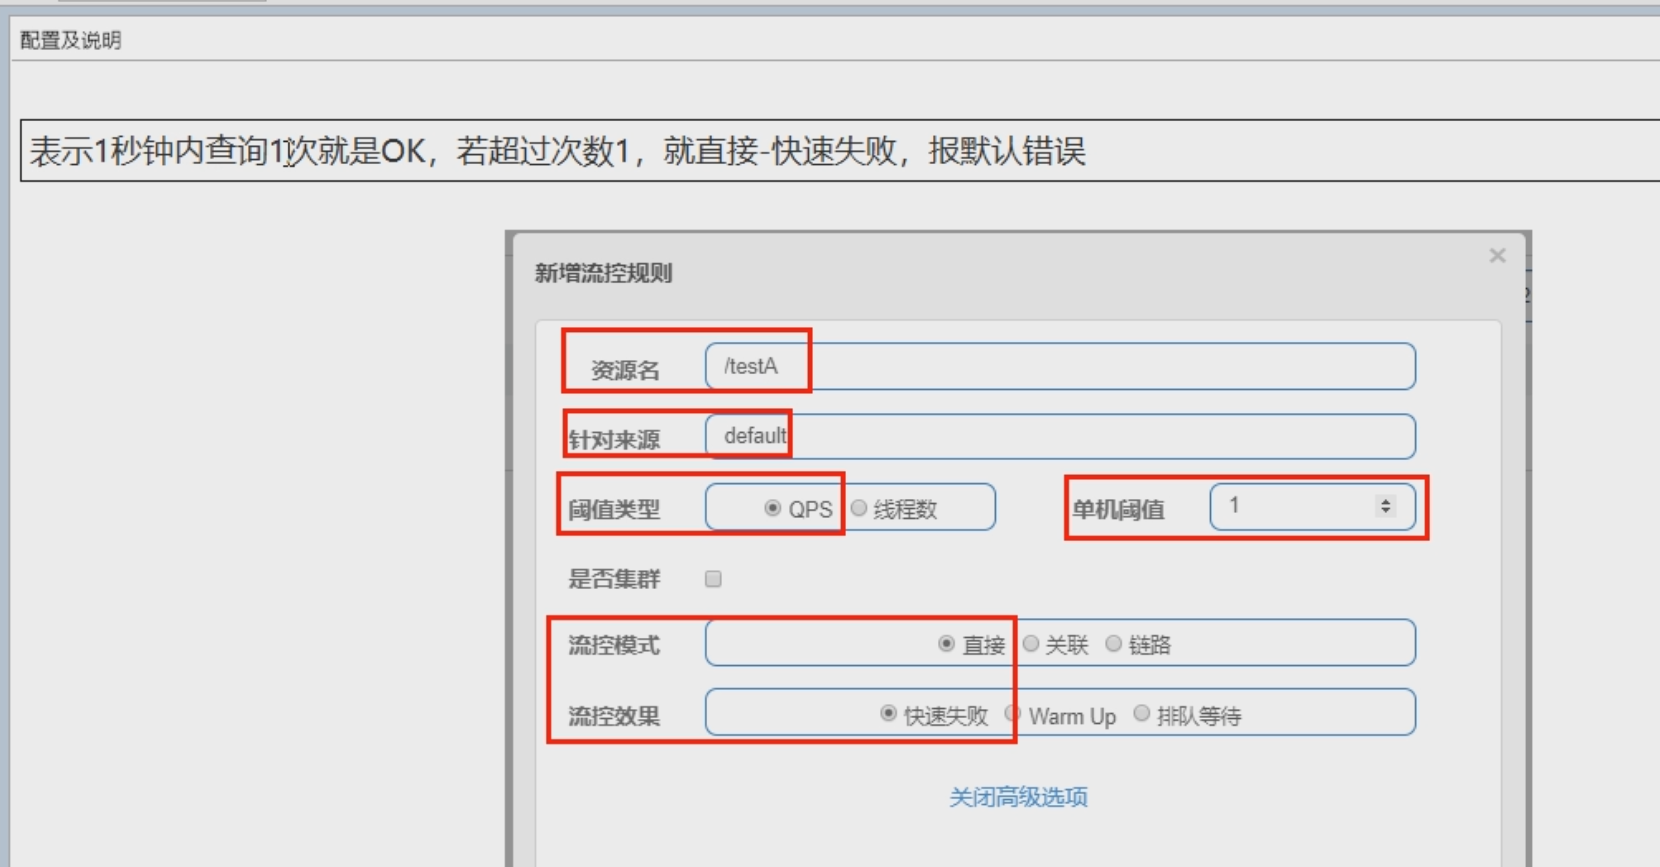 配置及说明
表示1秒钟内查询1次就是OK，若超过次数1，就直接-快速失败，报默认错误
新增流控规则 ×
资源名 /testA
针对来源 default
阈值类型 QPS 线程数 单机阈值 1
是否集群
流控模式 直接 关联 链路
流控效果 快速失败 Warm Up 排队等待
关闭高级选项